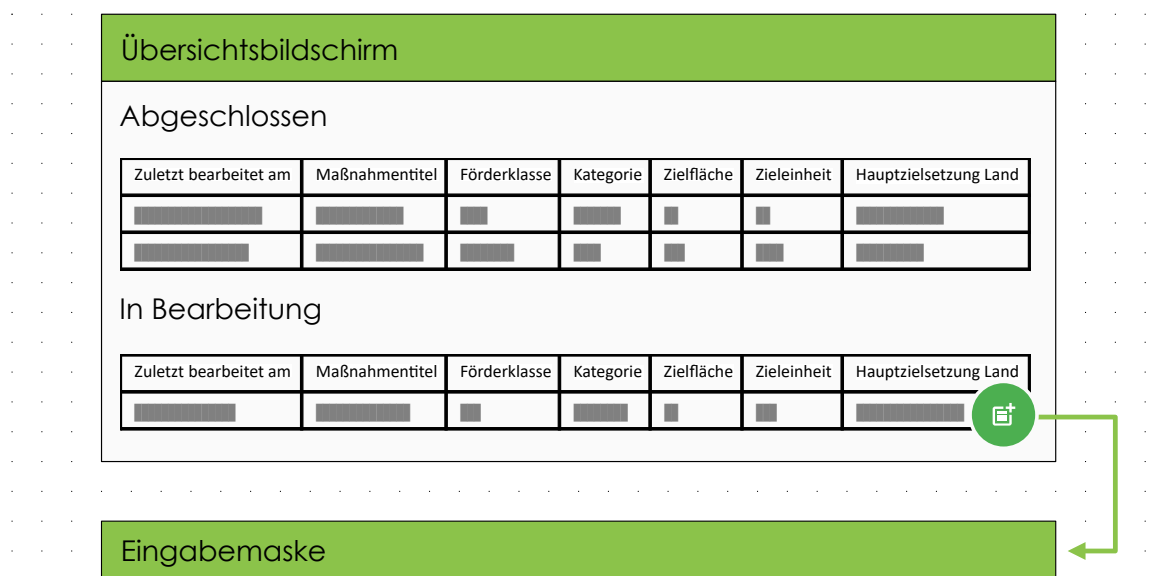 Übersichtsbildschirm
Abgeschlossen
Zuletzt bearbeitet am Maßnahmentitel Förderklasse Kategorie Zielfläche Zieleinheit Hauptzielsetzung Land
In Bearbeitung
Zuletzt bearbeitet am Maßnahmentitel Förderklasse Kategorie Zielfläche Zieleinheit Hauptzielsetzung Land
Eingabemaske